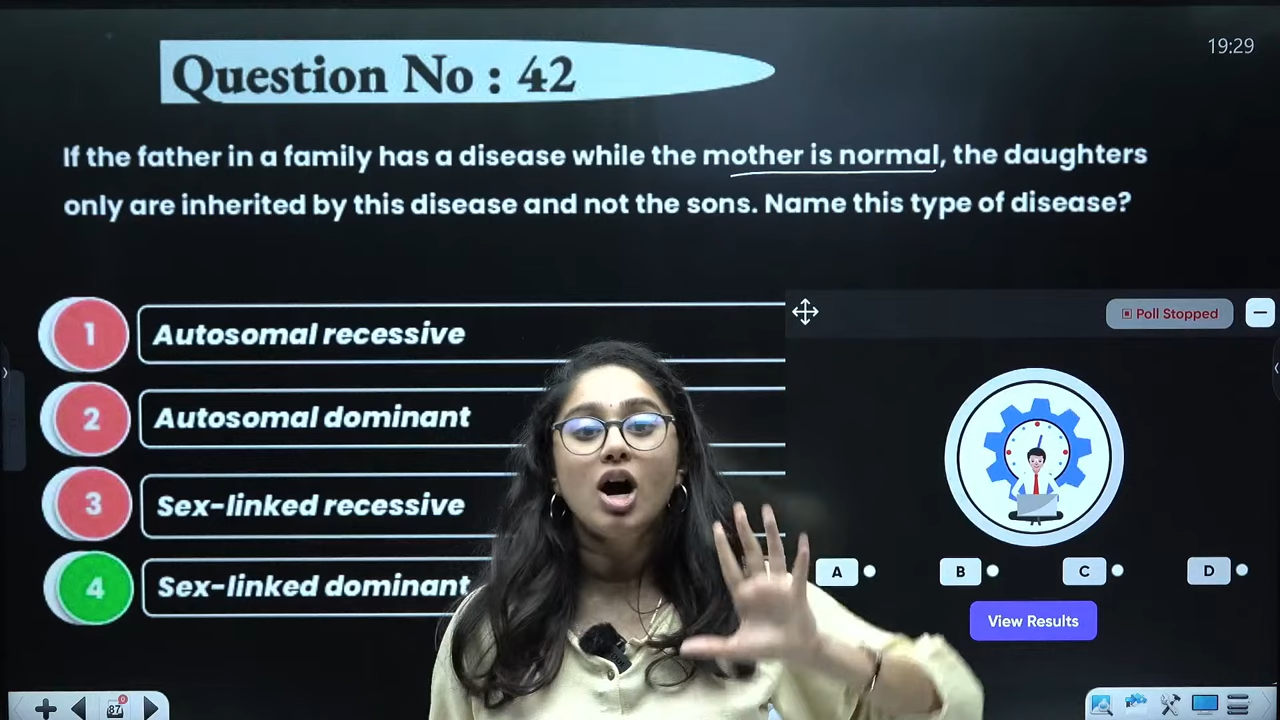 19:29
Question No : 42
If the father in a family has a disease while the mother is normal, the daughters
only are inherited by this disease and not the sons. Name this type of disease?
Poll Stopped
1 Autosomal recessive
2 Autosomal dominant
3 Sex-linked recessive
4 Sex-linked dominant
A B C D
View Results
87